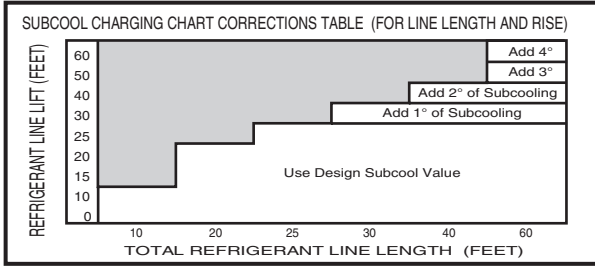 SUBCOOL CHARGING CHART CORRECTIONS TABLE (FOR LINE LENGTH AND RISE)
REFRIGERANT LINE LIFT (FEET)
60
50
40
30
25
20
15
10
0
Add 4°
Add 3°
Add 2° of Subcooling
Add 1° of Subcooling
Use Design Subcool Value
10 20 25 30 40 60
TOTAL REFRIGERANT LINE LENGTH (FEET)